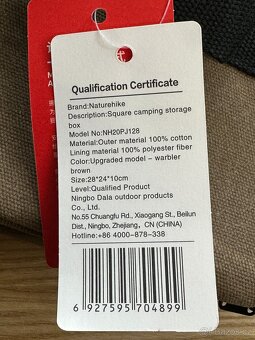 Qualification Certificate
Brand:Naturehike
Description:Square camping storage
box
Model No:NH20PJ128
Material:Outer material 100% cotton
Lining material 100% polyester fiber
Color:Upgraded model - warbler
brown
Size:28*24*10cm
Level:Qualified Product
Ningbo Dala outdoor products
Co., Ltd.
No.55 Chuangfu Rd., Xiaogang St., Beilun
Dist., Ningbo, Zhejiang, CN (CHINA)
Hotline:+86 4000-878-338
6 927595 704899